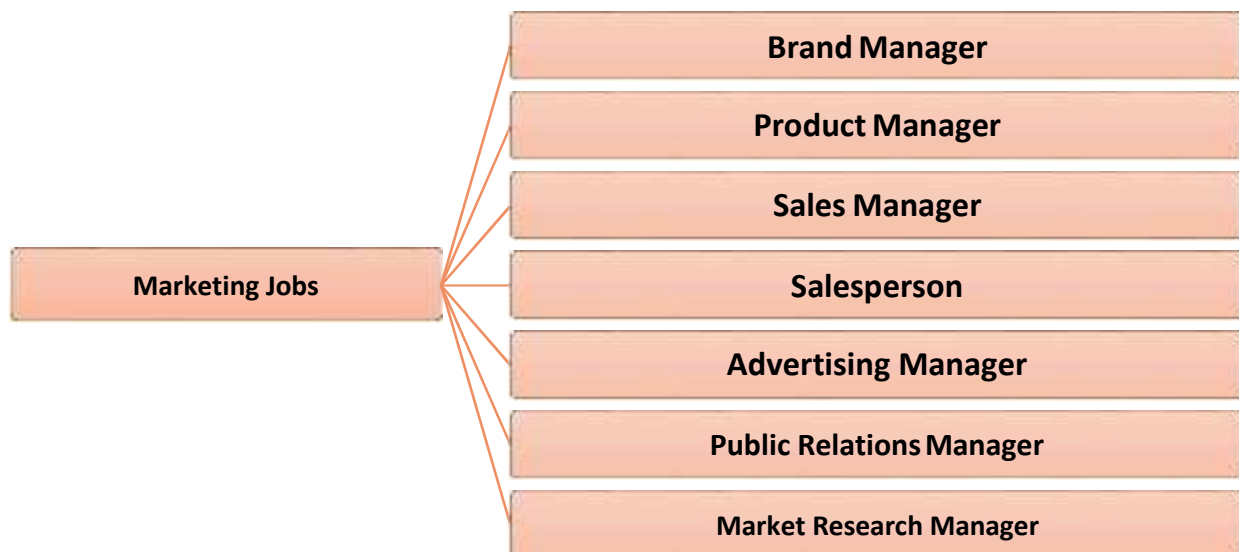 Brand Manager
Product Manager
Sales Manager
Marketing Jobs
Salesperson
Advertising Manager
Public Relations Manager
Market Research Manager